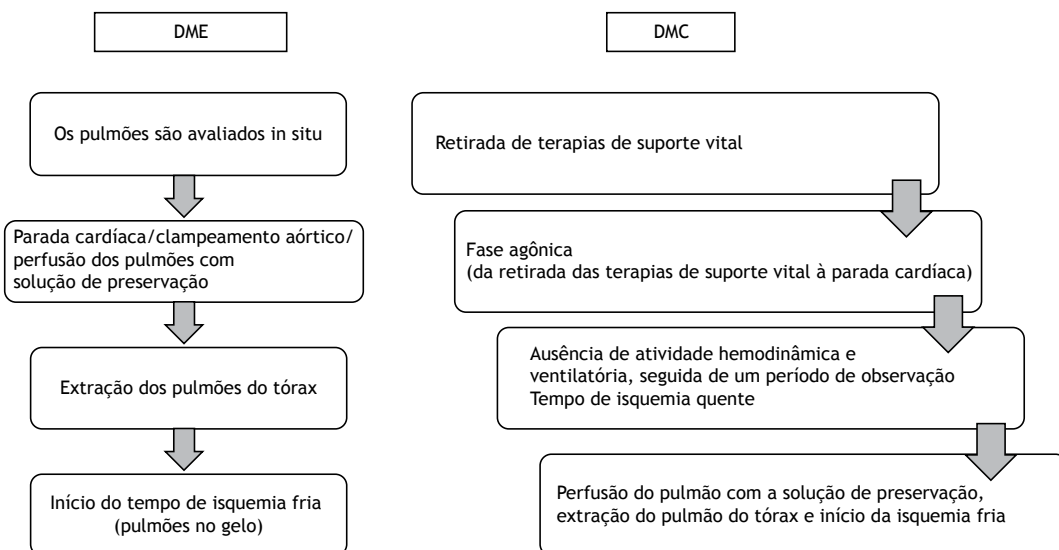 DME
Os pulmões são avaliados in situ
Parada cardíaca/clampeamento aórtico/
perfusão dos pulmões com
solução de preservação
Extração dos pulmões do tórax
Início do tempo de isquemia fria
(pulmões no gelo)
DMC
Retirada de terapias de suporte vital
Fase agônica
(da retirada das terapias de suporte vital à parada cardíaca)
Ausência de atividade hemodinâmica e
ventilatória, seguida de um período de observação
Tempo de isquemia quente
Perfusão do pulmão com a solução de preservação,
extração do pulmão do tórax e início da isquemia fria